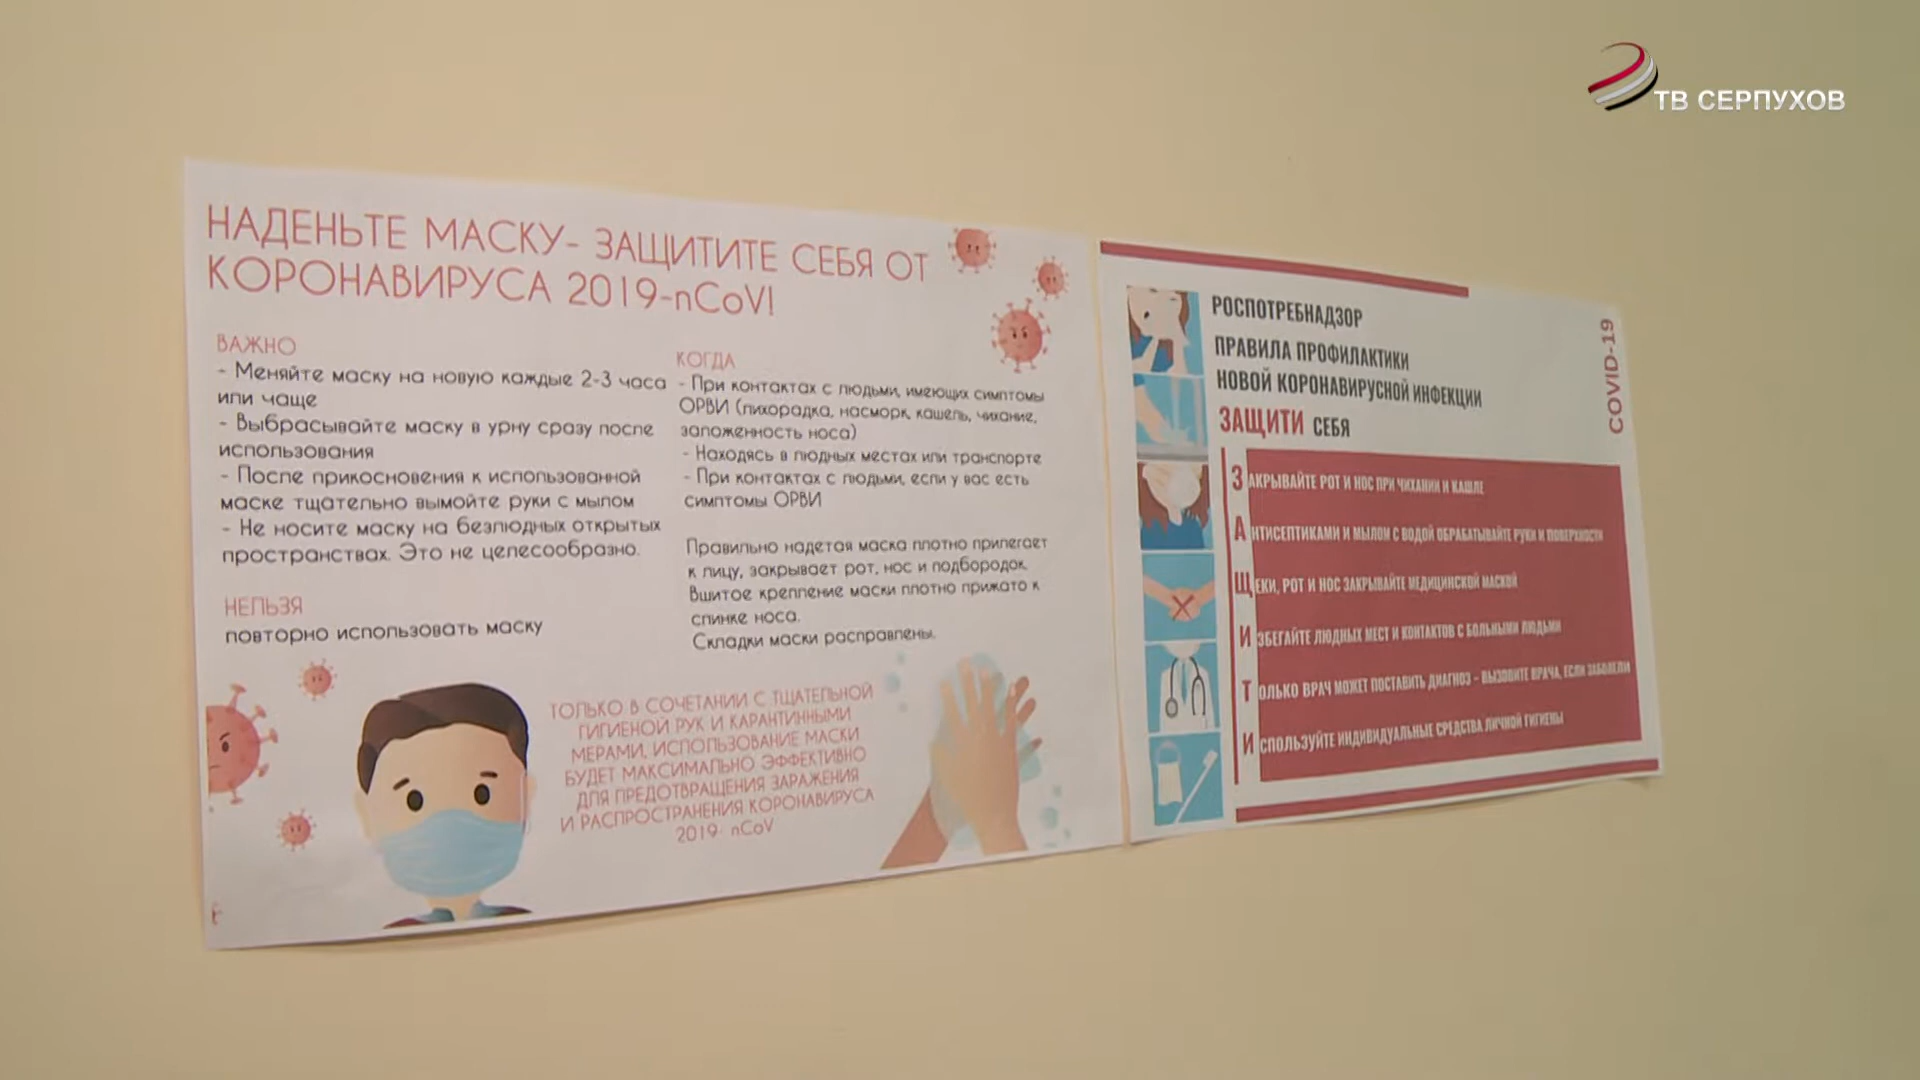 ТВ СЕРПУХОВ
НАДЕНЬТЕ МАСКУ- ЗАЩИТИТЕ СЕБЯ ОТ
КОРОНАВИРУСА 2019-nCoV!
ВАЖНО
- Меняйте маску на новую каждые 2-3 часа
или чаще
- Выбрасывайте маску в урну сразу после
использования
- После прикосновения к использованной
маске тщательно вымойте руки с мылом
- Не носите маску на безлюдных открытых
пространствах. Это не целесообразно.
НЕЛЬЗЯ
повторно использовать маску
КОГДА
- При контактах с людьми, имеющих симптомы
ОРВИ (лихорадка, насморк, кашель, чихание,
заложенность носа)
- Находясь в людных местах или транспорте
- При контактах с людьми, если у вас есть
симптомы ОРВИ
Правильно надетая маска плотно прилегает
к лицу, закрывает рот, нос и подбородок.
Вшитое крепление маски плотно прижато к
спинке носа.
Складки маски расправлены.
ТОЛЬКО В СОЧЕТАНИИ С ТЩАТЕЛЬНОЙ
ГИГИЕНОЙ РУК И КАРАНТИННЫМИ
МЕРАМИ, ИСПОЛЬЗОВАНИЕ МАСКИ
БУДЕТ МАКСИМАЛЬНО ЭФФЕКТИВНО
ДЛЯ ПРЕДОТВРАЩЕНИЯ ЗАРАЖЕНИЯ
И РАСПРОСТРАНЕНИЯ КОРОНАВИРУСА
2019- nCoV
РОСПОТРЕБНАДЗОР
ПРАВИЛА ПРОФИЛАКТИКИ
НОВОЙ КОРОНАВИРУСНОЙ ИНФЕКЦИИ
ЗАЩИТИ СЕБЯ
COVID-19
ЗАКРЫВАЙТЕ РОТ И НОС ПРИ ЧИХАНИИ И КАШЛЕ
АНТИСЕПТИКАМИ И МЫЛОМ С ВОДОЙ ОБРАБАТЫВАЙТЕ РУКИ И ПОВЕРХНОСТИ
ЩЕКИ, РОТ И НОС ЗАКРЫВАЙТЕ МЕДИЦИНСКОЙ МАСКОЙ
ИЗБЕГАЙТЕ ЛЮДНЫХ МЕСТ И КОНТАКТОВ С БОЛЬНЫМИ ЛЮДЬМИ
ТОЛЬКО ВРАЧ МОЖЕТ ПОСТАВИТЬ ДИАГНОЗ - ВЫЗОВИТЕ ВРАЧА, ЕСЛИ ЗАБОЛЕЛИ
ИСПОЛЬЗУЙТЕ ИНДИВИДУАЛЬНЫЕ СРЕДСТВА ЛИЧНОЙ ГИГИЕНЫ